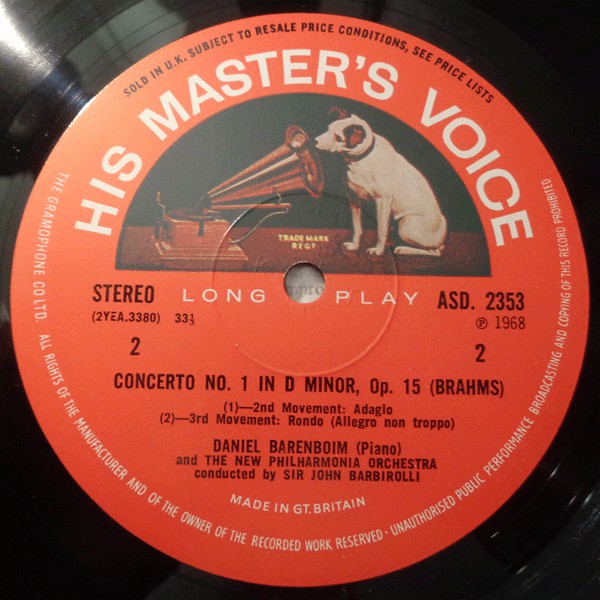 SOLD IN U.K. SUBJECT TO RESALE PRICE CONDITIONS, SEE PRICE LISTS
HIS MASTER'S VOICE
TRADE MARK
REGD
STEREO LONG PLAY ASD. 2353
(2YEA.3380) 33⅓ ℗ 1968
2 2
CONCERTO NO. 1 IN D MINOR, Op. 15 (BRAHMS)
(1)—2nd Movement: Adagio
(2)—3rd Movement: Rondo (Allegro non troppo)
DANIEL BARENBOIM (Piano)
and THE NEW PHILHARMONIA ORCHESTRA
conducted by SIR JOHN BARBIROLLI
MADE IN GT. BRITAIN
THE GRAMOPHONE CO LTD. ALL RIGHTS OF THE MANUFACTURER AND OF THE OWNER OF THE RECORDED WORK RESERVED · UNAUTHORISED PUBLIC PERFORMANCE BROADCASTING AND COPYING OF THIS RECORD PROHIBITED